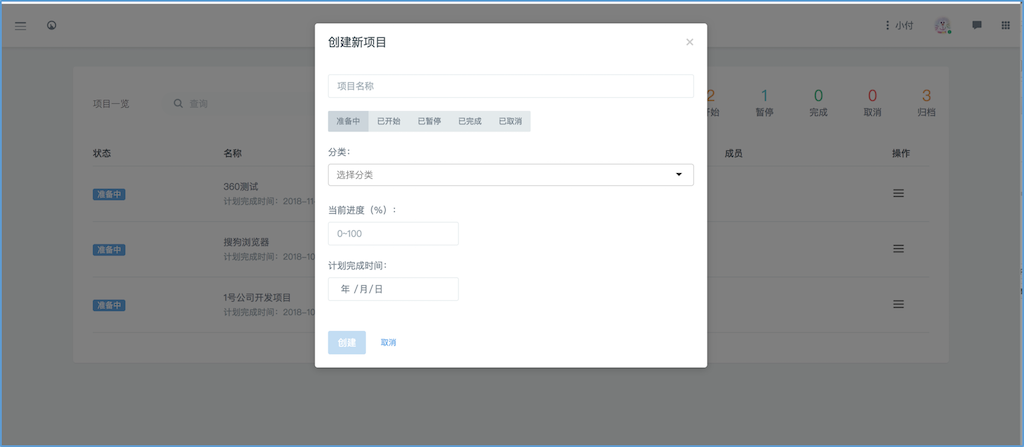 小付
创建新项目
项目名称
准备中 已开始 已暂停 已完成 已取消
分类：
选择分类
当前进度（%）：
0~100
计划完成时间：
年 /月/日
创建 取消
项目一览 查询
2 1 0 0 3
开始 暂停 完成 取消 归档
状态 名称 成员 操作
准备中 360测试
计划完成时间：2018-11
准备中 搜狗浏览器
计划完成时间：2018-10
准备中 1号公司开发项目
计划完成时间：2018-10